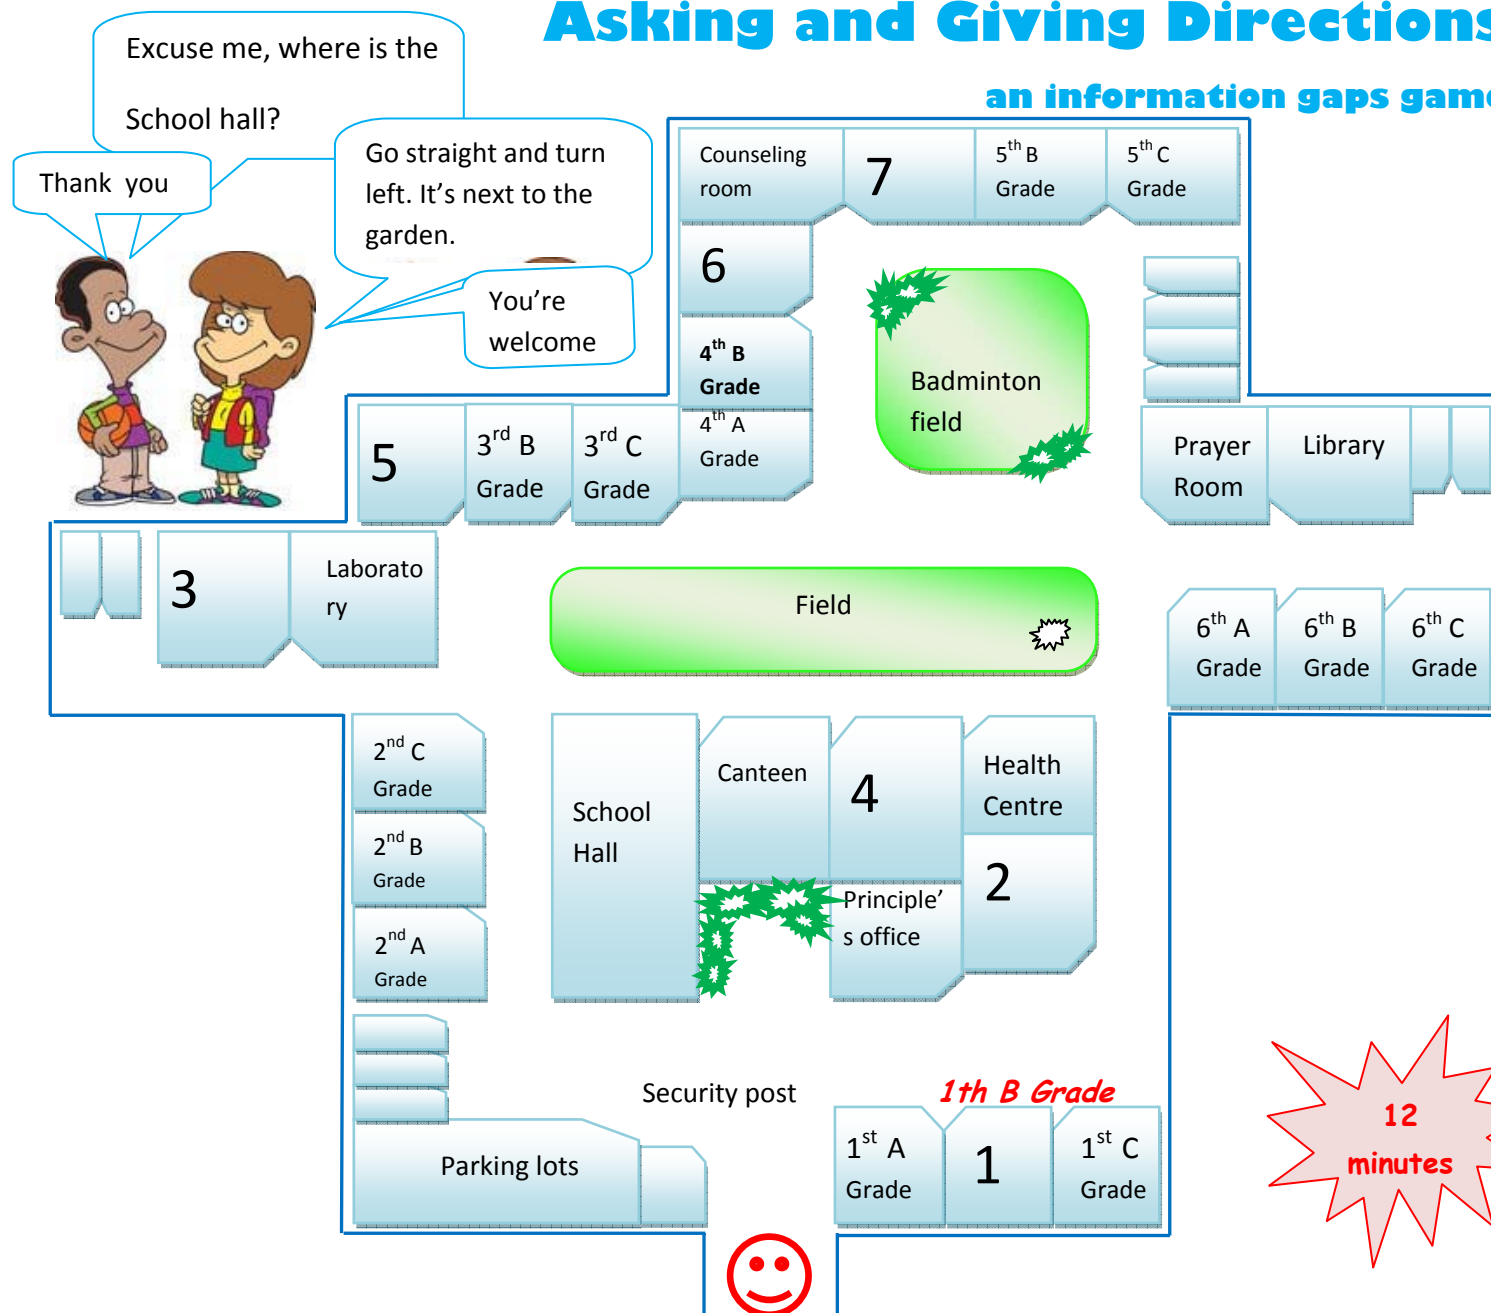 Asking and Giving Directions
an information gaps game
Excuse me, where is the
School hall?
Thank you
Go straight and turn
left. It's next to the
garden.
You're
welcome
Counseling
room
7
5th B
Grade
5th C
Grade
6
4th B
Grade
4th A
Grade
Badminton
field
5
3rd B
Grade
3rd C
Grade
Prayer
Room
Library
3
Laborato
ry
Field
6th A
Grade
6th B
Grade
6th C
Grade
2nd C
Grade
2nd B
Grade
2nd A
Grade
School
Hall
Canteen
4
Health
Centre
2
Principle'
s office
Security post
1th B Grade
Parking lots
1st A
Grade
1
1st C
Grade
12
minutes